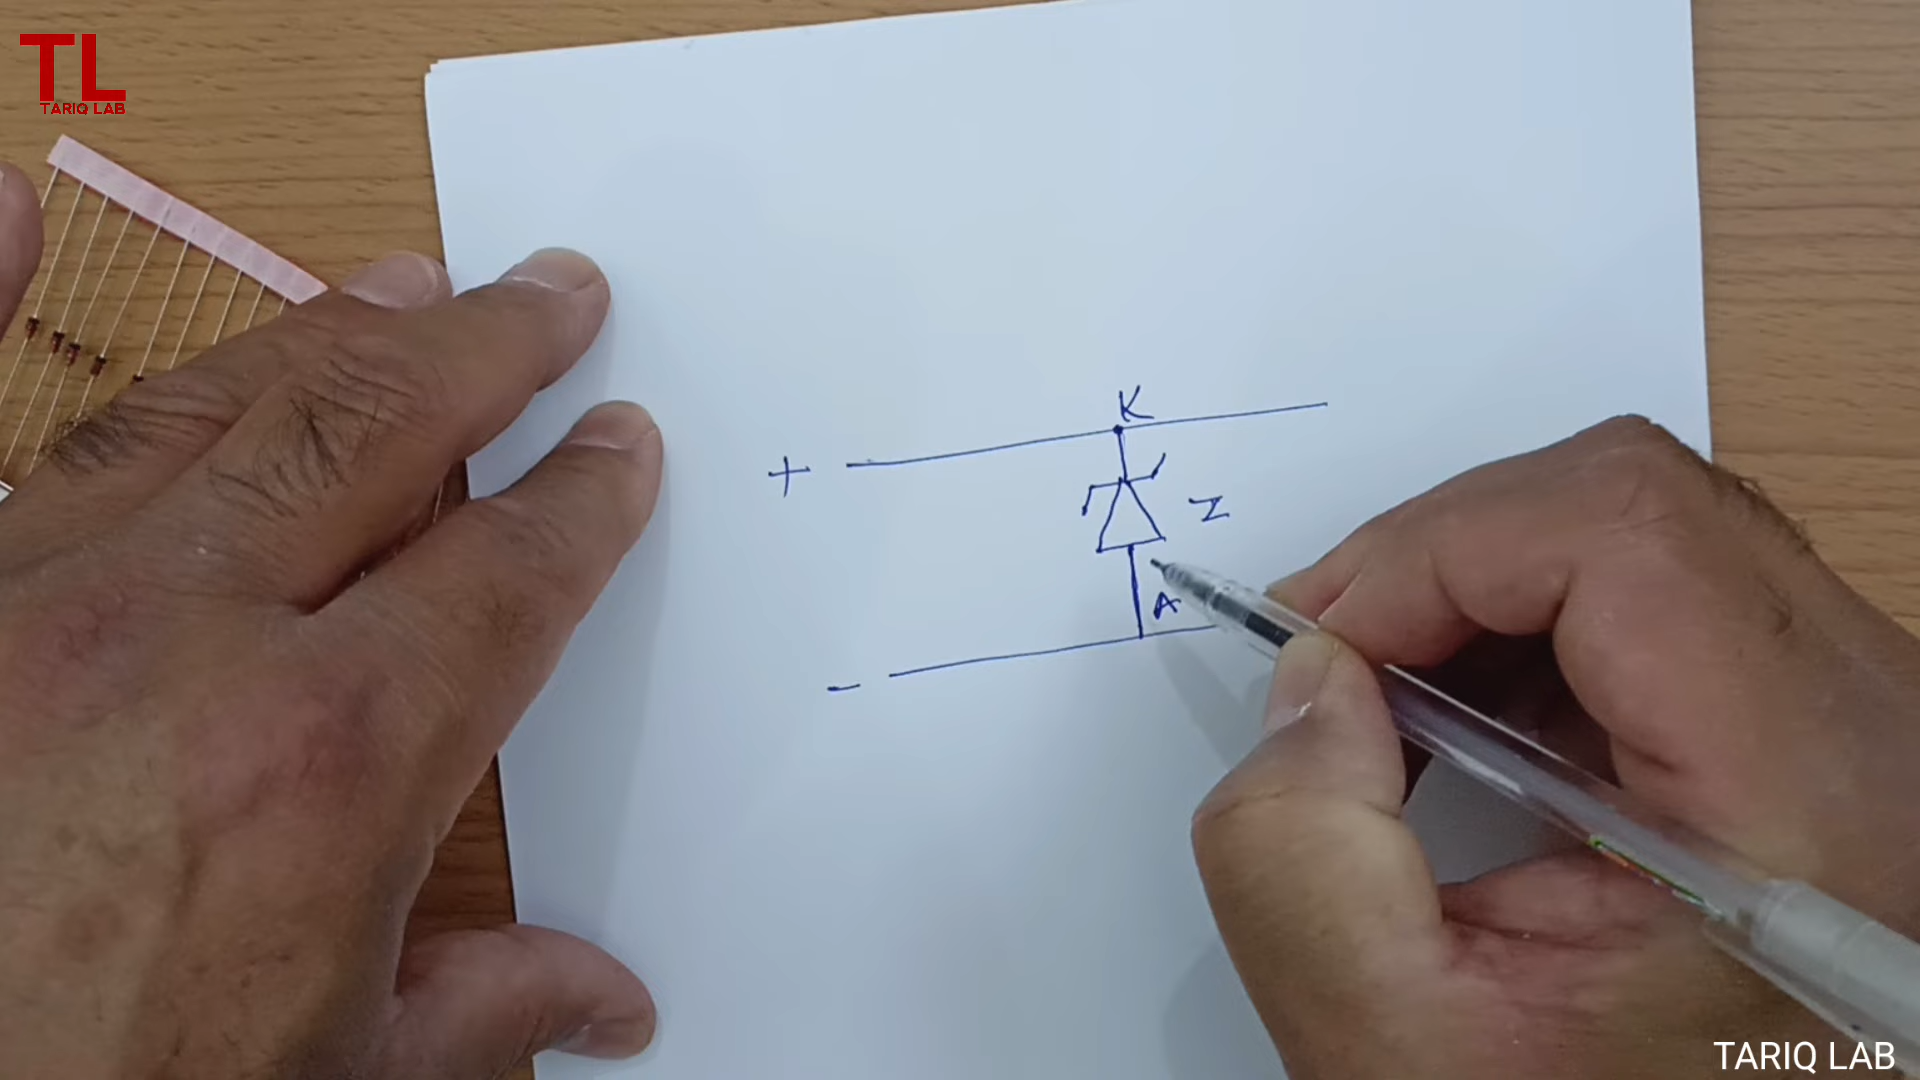 TL
TARIQ LAB
K
+
Z
A
-
TARIQ LAB